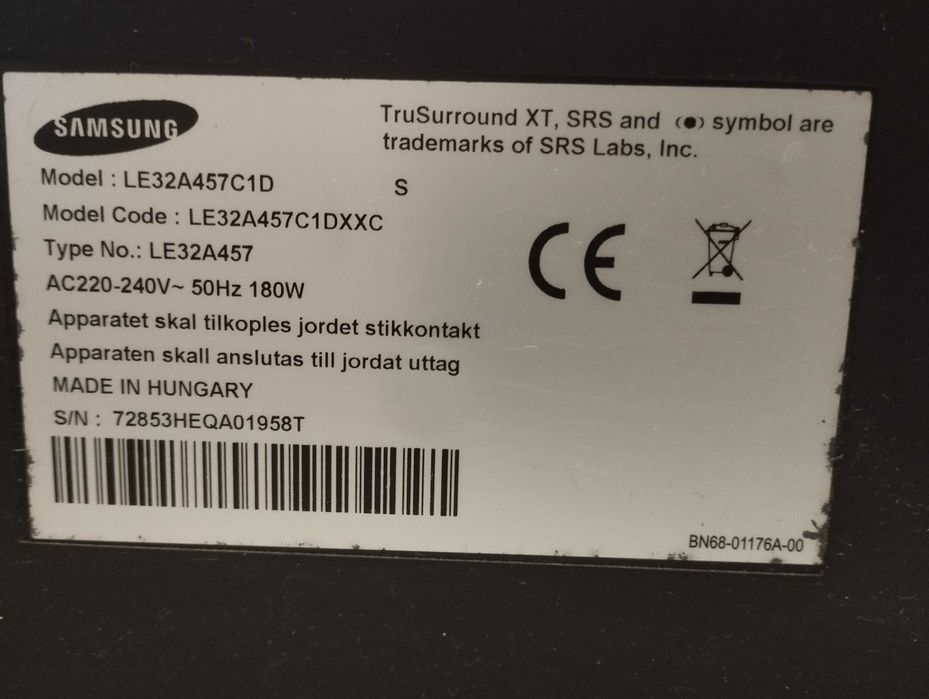 SAMSUNG
TruSurround XT, SRS and (●) symbol are
trademarks of SRS Labs, Inc.
Model : LE32A457C1D
S
Model Code : LE32A457C1DXXC
Type No.: LE32A457
AC220-240V~ 50Hz 180W
Apparatet skal tilkoples jordet stikkontakt
Apparaten skall anslutas till jordat uttag
MADE IN HUNGARY
S/N : 72853HEQA01958T
CE
BN68-01176A-00